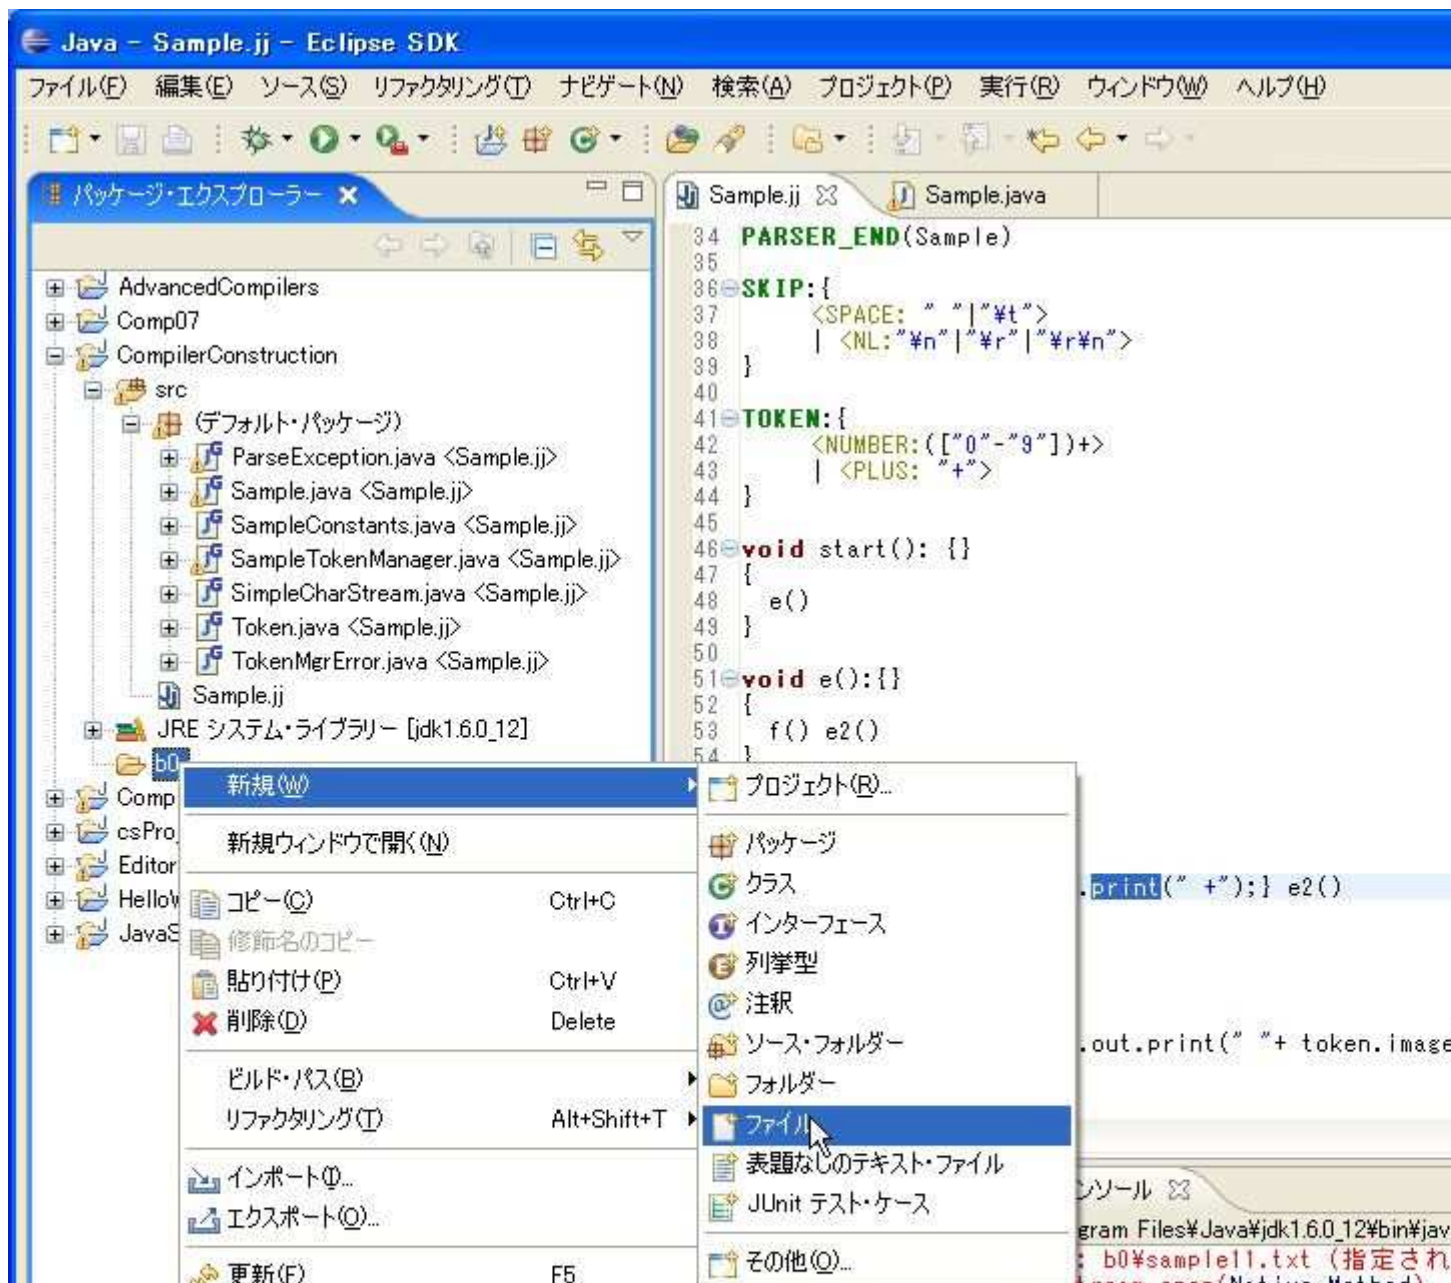 Java - Sample.jj - Eclipse SDK
ファイル(F) 編集(E) ソース(S) リファクタリング(T) ナビゲート(N) 検索(A) プロジェクト(P) 実行(R) ウィンドウ(W) ヘルプ(H)
パッケージ・エクスプローラー
AdvancedCompilers
Comp07
CompilerConstruction
src
(デフォルト・パッケージ)
ParseException.java <Sample.jj>
Sample.java <Sample.jj>
SampleConstants.java <Sample.jj>
SampleTokenManager.java <Sample.jj>
SimpleCharStream.java <Sample.jj>
Token.java <Sample.jj>
TokenMgrError.java <Sample.jj>
Sample.jj
JRE システム・ライブラリー [jdk1.6.0_12]
b0
Comp
csPro
Editor
Hello
JavaS
Sample.jj Sample.java
34 PARSER_END(Sample)
35
36 SKIP:{
37 <SPACE: " "|"¥t">
38 | <NL:"¥n"|"¥r"|"¥r¥n">
39 }
40
41 TOKEN:{
42 <NUMBER:(["0"-"9"])+>
43 | <PLUS: "+">
44 }
45
46 void start(): {}
47 {
48 e()
49 }
50
51 void e():{}
52 {
53 f() e2()
54 }
.print(" +");} e2()
.out.print(" "+ token.image
新規(W)
新規ウィンドウで開く(N)
コピー(C) Ctrl+C
修飾名のコピー
貼り付け(P) Ctrl+V
削除(D) Delete
ビルド・パス(B)
リファクタリング(T) Alt+Shift+T
インポート(I)...
エクスポート(O)...
更新(F) F5
プロジェクト(R)...
パッケージ
クラス
インターフェース
列挙型
注釈
ソース・フォルダー
フォルダー
ファイル
表題なしのテキスト・ファイル
JUnit テスト・ケース
その他(O)...
ンソール
gram Files¥Java¥jdk1.6.0_12¥bin¥jav
: b0¥sample11.txt (指定され
(Native Method)